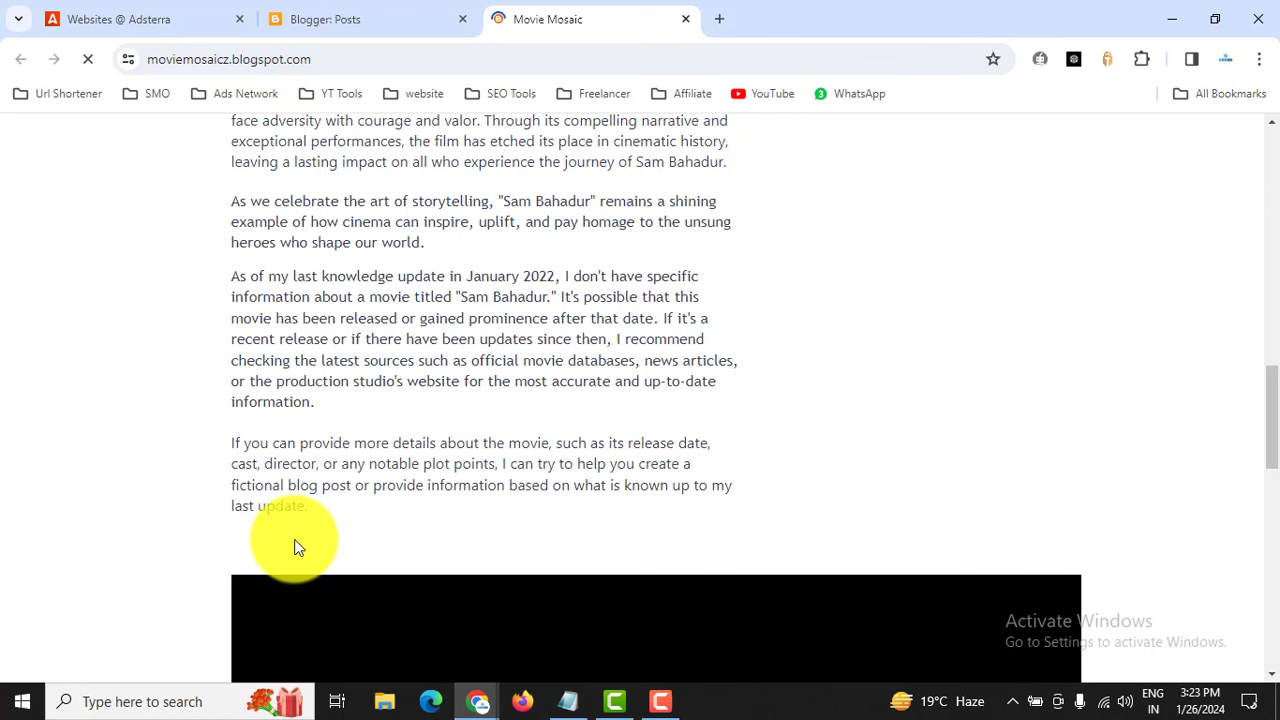 Websites @ Adsterra
Blogger: Posts
Movie Mosaic
moviemosaicz.blogspot.com
Url Shortener
SMO
Ads Network
YT Tools
website
SEO Tools
Freelancer
Affiliate
YouTube
WhatsApp
All Bookmarks
face adversity with courage and valor. Through its compelling narrative and
exceptional performances, the film has etched its place in cinematic history,
leaving a lasting impact on all who experience the journey of Sam Bahadur.
As we celebrate the art of storytelling, "Sam Bahadur" remains a shining
example of how cinema can inspire, uplift, and pay homage to the unsung
heroes who shape our world.
As of my last knowledge update in January 2022, I don't have specific
information about a movie titled "Sam Bahadur." It's possible that this
movie has been released or gained prominence after that date. If it's a
recent release or if there have been updates since then, I recommend
checking the latest sources such as official movie databases, news articles,
or the production studio's website for the most accurate and up-to-date
information.
If you can provide more details about the movie, such as its release date,
cast, director, or any notable plot points, I can try to help you create a
fictional blog post or provide information based on what is known up to my
last update.
Activate Windows
Go to Settings to activate Windows.
Type here to search
19°C Haze
ENG
IN
3:23 PM
1/26/2024